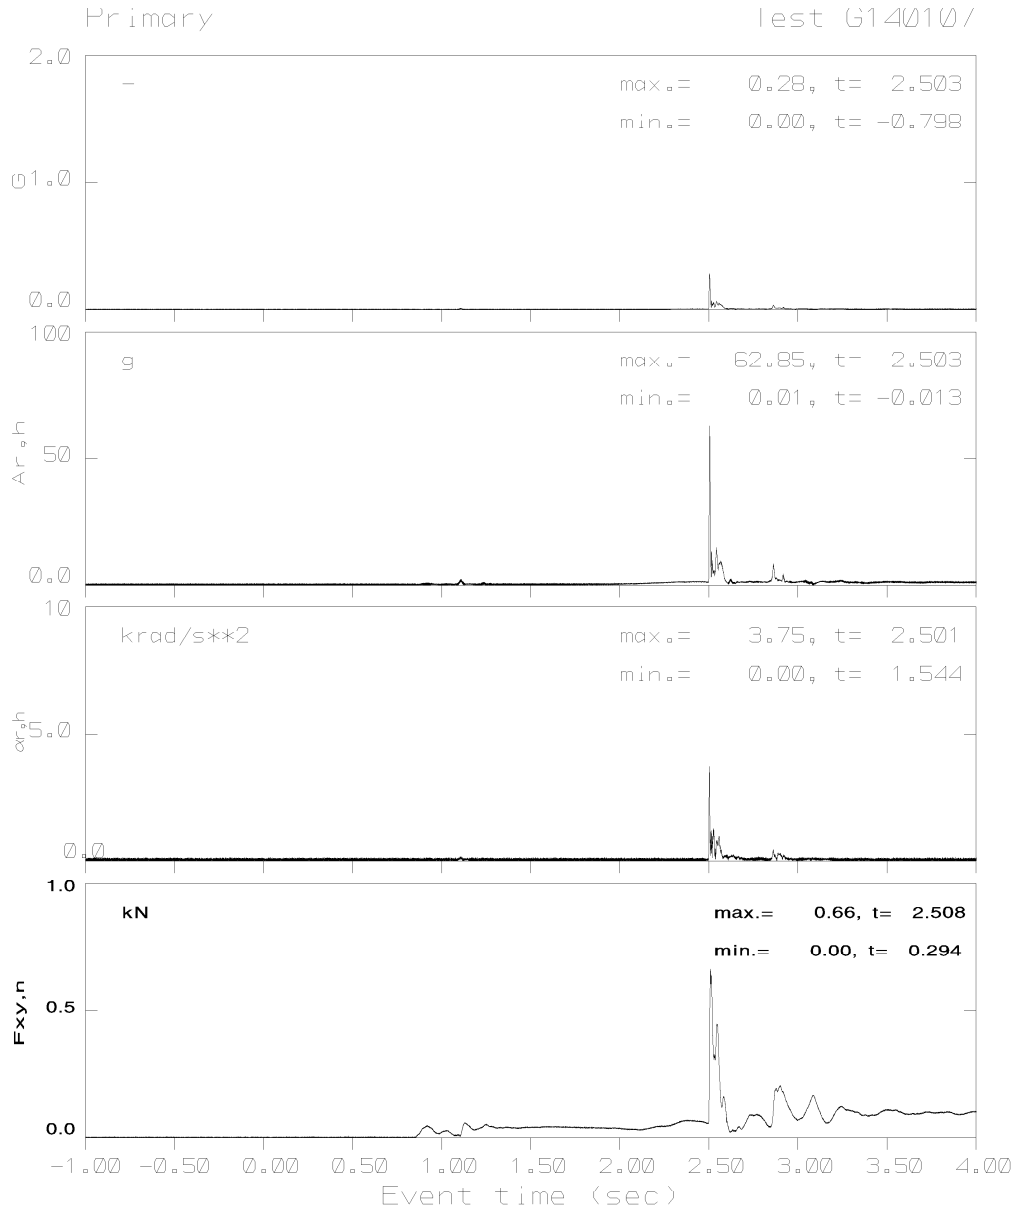 Primary Test G14010/
2.0
- max.= 0.28, t= 2.503
min.= 0.00, t= -0.798
G 1.0
0.0
100
g max.= 62.85, t= 2.503
min.= 0.01, t= -0.013
Ar,h
50
0.0
10
krad/s**2 max.= 3.75, t= 2.501
min.= 0.00, t= 1.544
αr,h 5.0
0.0
1.0
kN max.= 0.66, t= 2.508
min.= 0.00, t= 0.294
Fxy,n 0.5
0.0
-1.00 -0.50 0.00 0.50 1.00 1.50 2.00 2.50 3.00 3.50 4.00
Event time (sec)